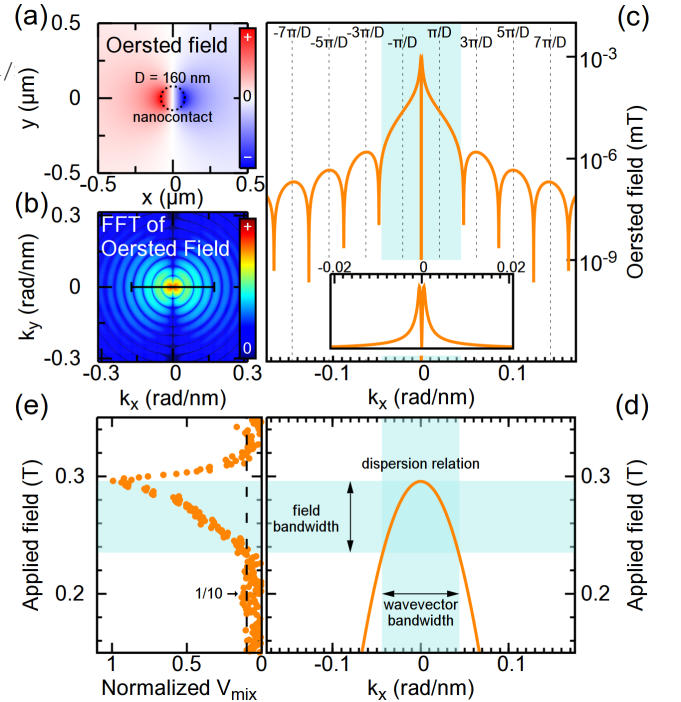 (a)
Oersted field
D = 160 nm
nanocontact
+
0
−
0.5
0
-0.5
y (μm)
-0.5
0
0.5
x (μm)
(b)
FFT of
Oersted Field
+
0
0.3
0
-0.3
ky (rad/nm)
-0.3
0
0.3
kx (rad/nm)
(c)
-7π/D
-5π/D
-3π/D
-π/D
π/D
3π/D
5π/D
7π/D
10-3
10-6
10-9
Oersted field (mT)
-0.02
0
0.02
-0.1
0
0.1
kx (rad/nm)
(e)
0.3
0.2
Applied field (T)
1/10
1
0.5
0
Normalized Vmix
(d)
dispersion relation
field
bandwidth
wavevector
bandwidth
0.3
0.2
Applied field (T)
-0.1
0
0.1
kx (rad/nm)